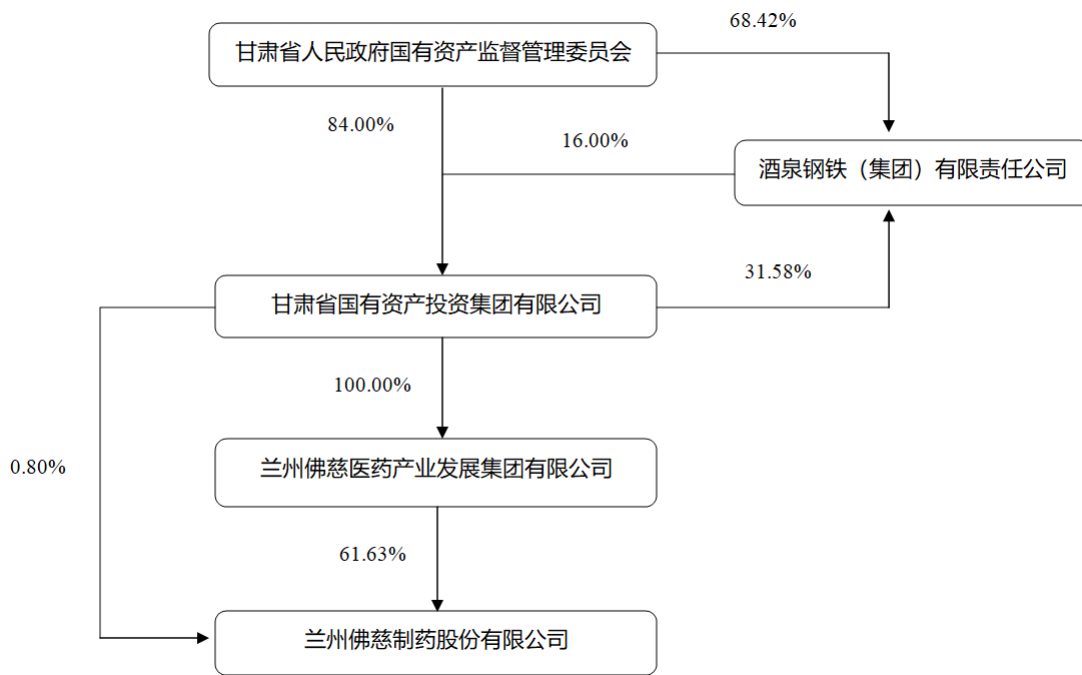 68.42%
甘肃省人民政府国有资产监督管理委员会
84.00%
16.00%
酒泉钢铁（集团）有限责任公司
31.58%
甘肃省国有资产投资集团有限公司
100.00%
兰州佛慈医药产业发展集团有限公司
0.80%
61.63%
兰州佛慈制药股份有限公司